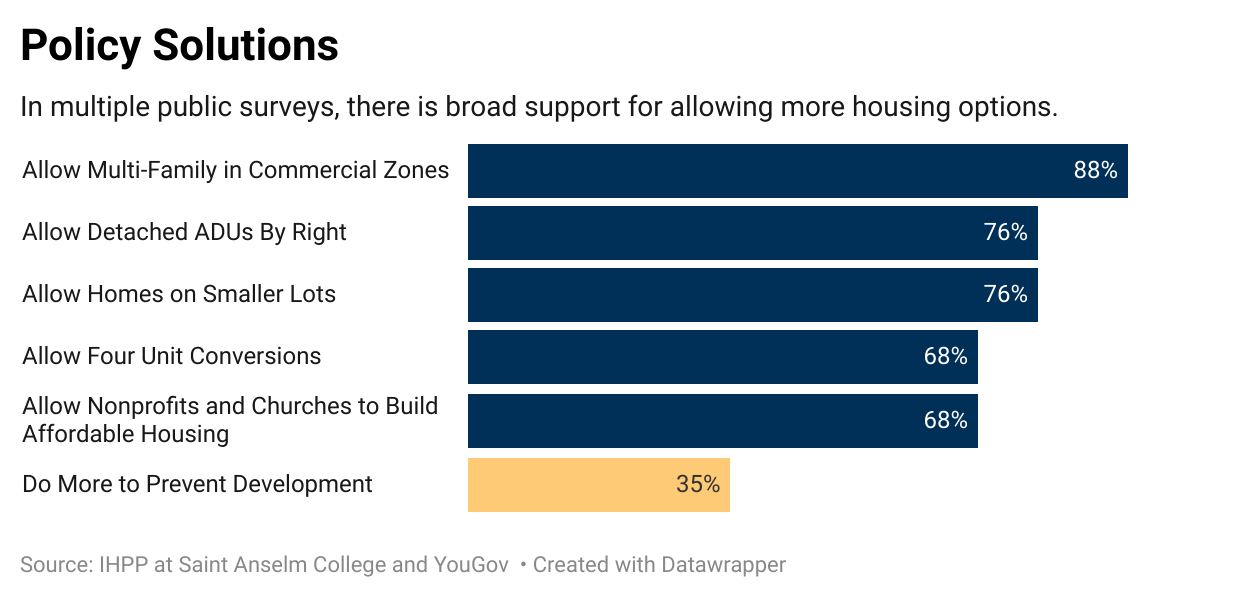 Policy Solutions
In multiple public surveys, there is broad support for allowing more housing options.
Allow Multi-Family in Commercial Zones 88%
Allow Detached ADUs By Right 76%
Allow Homes on Smaller Lots 76%
Allow Four Unit Conversions 68%
Allow Nonprofits and Churches to Build
Affordable Housing 68%
Do More to Prevent Development 35%
Source: IHPP at Saint Anselm College and YouGov • Created with Datawrapper